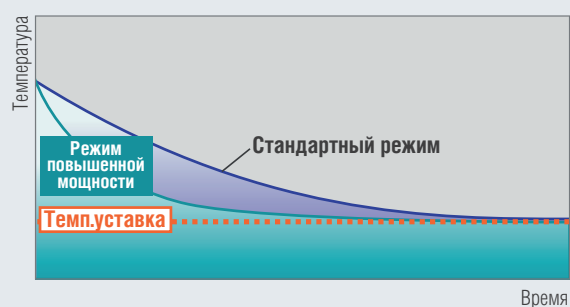 Температура
Стандартный режим
Режим
повышенной
мощности
Темп.уставка
Время